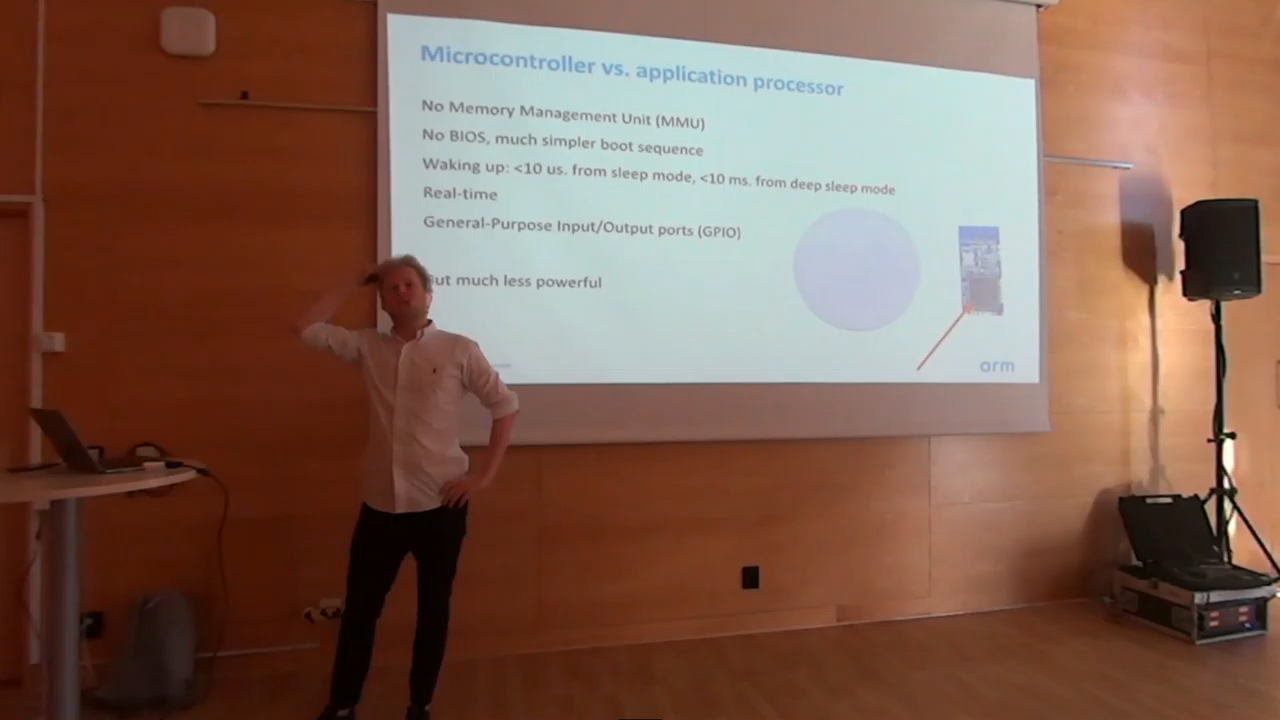 Microcontroller vs. application processor
No Memory Management Unit (MMU)
No BIOS, much simpler boot sequence
Waking up: <10 us. from sleep mode, <10 ms. from deep sleep mode
Real-time
General-Purpose Input/Output ports (GPIO)
ut much less powerful
arm